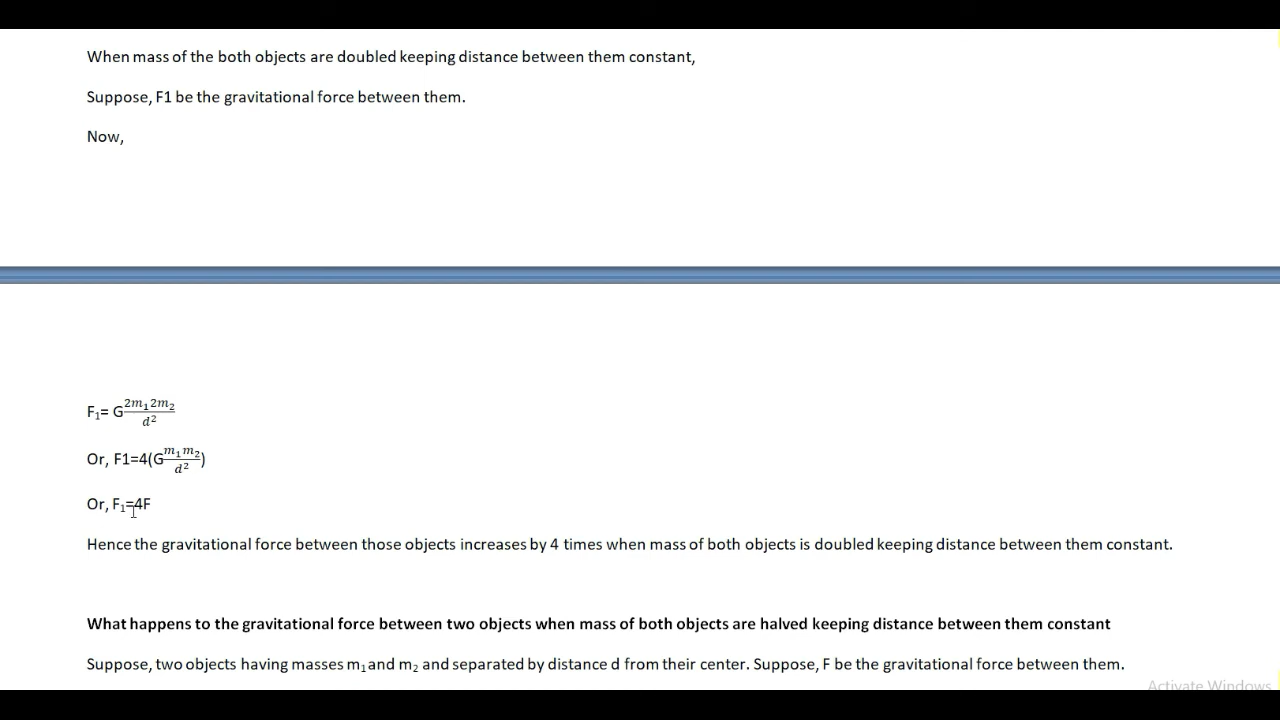 When mass of the both objects are doubled keeping distance between them constant,
Suppose, F1 be the gravitational force between them.
Now,
F₁= G\frac{2m₁2m₂}{d²}
Or, F1=4(G\frac{m₁m₂}{d²})
Or, F₁=4F
Hence the gravitational force between those objects increases by 4 times when mass of both objects is doubled keeping distance between them constant.
What happens to the gravitational force between two objects when mass of both objects are halved keeping distance between them constant
Suppose, two objects having masses m₁and m₂ and separated by distance d from their center. Suppose, F be the gravitational force between them.
Activate Windows